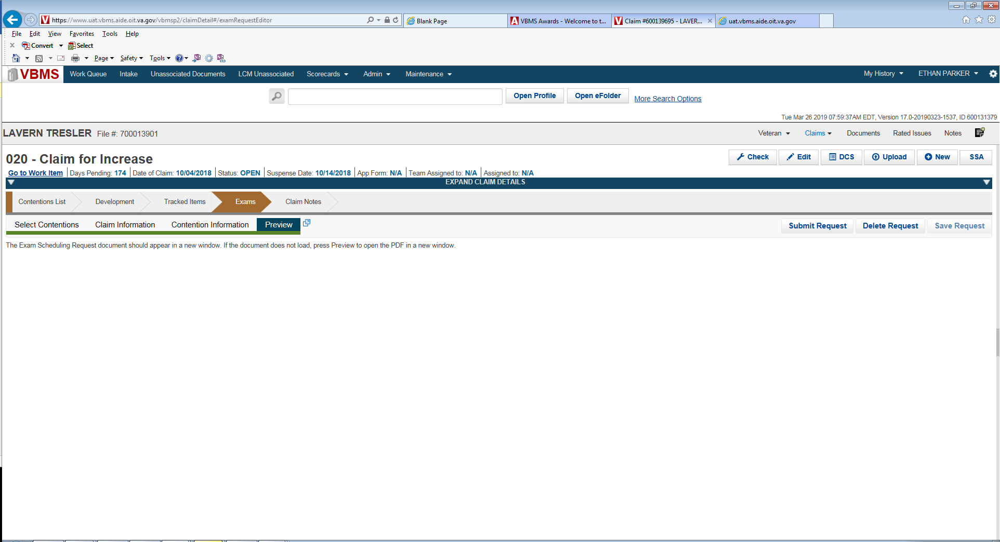 https://www.uat.vbms.aide.oit.va.gov/vbmsp2/claimDetail#/examRequestEditor
Blank Page
VBMS Awards - Welcome to t...
Claim #600139695 - LAVER...
uat.vbms.aide.oit.va.gov
File Edit View Favorites Tools Help
x Convert Select
Page Safety Tools
VBMS Work Queue Intake Unassociated Documents LCM Unassociated Scorecards Admin Maintenance My History ETHAN PARKER
Open Profile Open eFolder More Search Options
Tue Mar 26 2019 07:59:37AM EDT, Version 17.0-20190323-1537, ID 600131379
LAVERN TRESLER File #: 700013901 Veteran Claims Documents Rated Issues Notes
020 - Claim for Increase Check Edit DCS Upload New SSA
Go to Work Item Days Pending: 174 Date of Claim: 10/04/2018 Status: OPEN Suspense Date: 10/14/2018 App Form: N/A Team Assigned to: N/A Assigned to: N/A
EXPAND CLAIM DETAILS
Contentions List Development Tracked Items Exams Claim Notes
Select Contentions Claim Information Contention Information Preview Submit Request Delete Request Save Request
The Exam Scheduling Request document should appear in a new window. If the document does not load, press Preview to open the PDF in a new window.